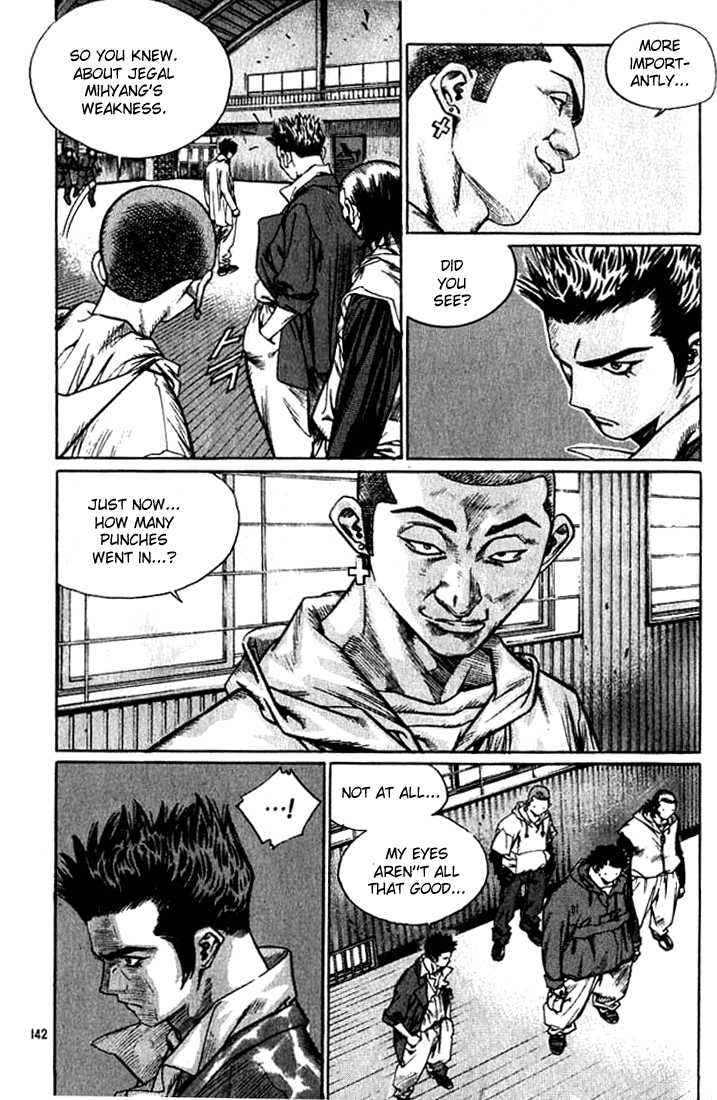 SO YOU KNEW.
ABOUT JEGAL
MIHYANG'S
WEAKNESS.
MORE
IMPORT-
ANTLY...
DID
YOU
SEE?
JUST NOW...
HOW MANY
PUNCHES
WENT IN...?
...!
NOT AT ALL...
MY EYES
AREN"T ALL
THAT GOOD...
142